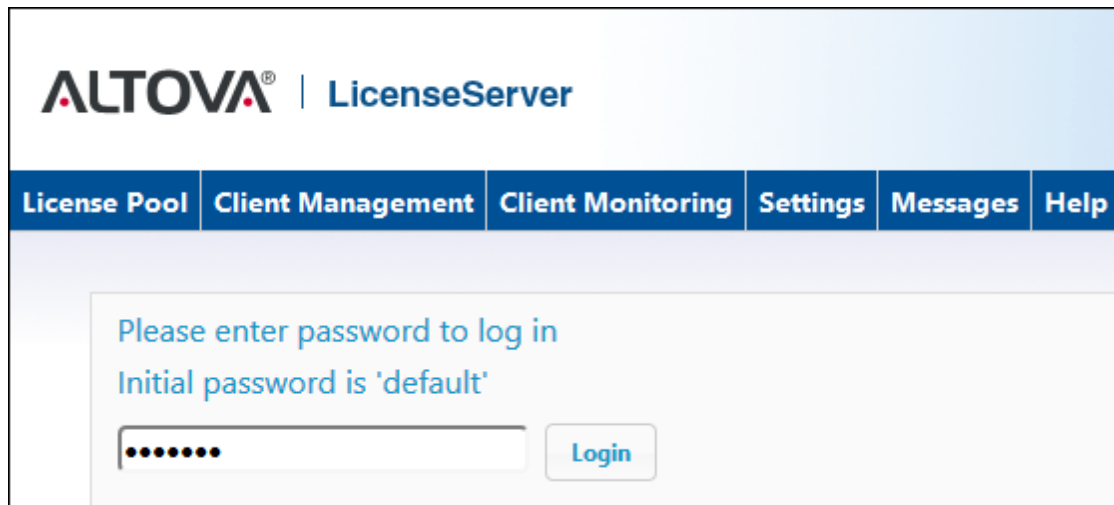 ALTOVA® | LicenseServer
License Pool Client Management Client Monitoring Settings Messages Help
Please enter password to log in
Initial password is 'default'
••••••• Login